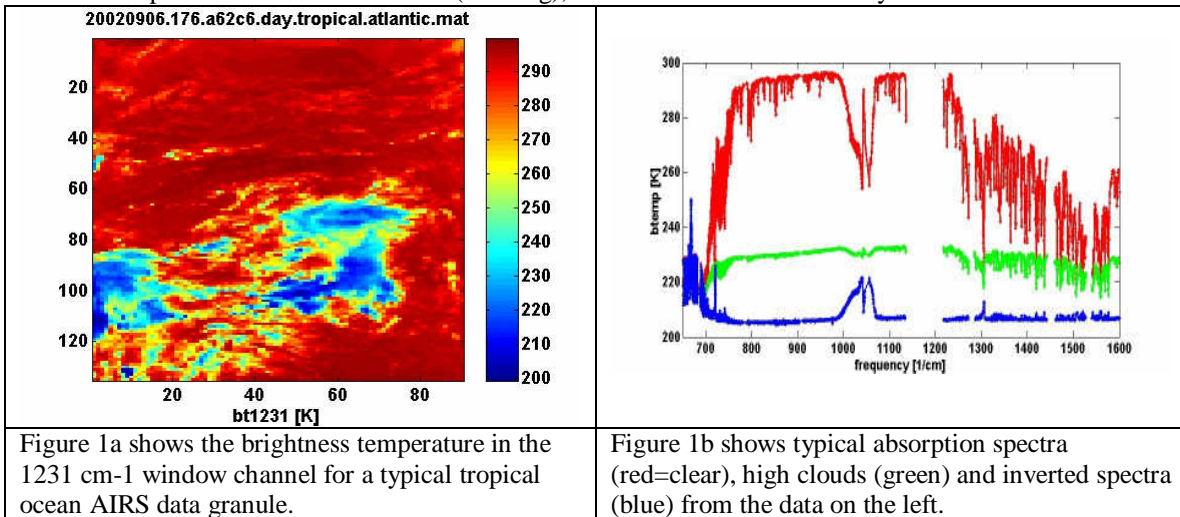 20020906.176.a62c6.day.tropical.atlantic.mat
20
40
60
80
100
120
20 40 60 80
bt1231 [K]
290
280
270
260
250
240
230
220
210
200
300
280
260
240
220
200
btemp [K]
700 800 900 1000 1100 1200 1300 1400 1500 1600
frequency [1/cm]
Figure 1a shows the brightness temperature in the
1231 cm-1 window channel for a typical tropical
ocean AIRS data granule.
Figure 1b shows typical absorption spectra
(red=clear), high clouds (green) and inverted spectra
(blue) from the data on the left.